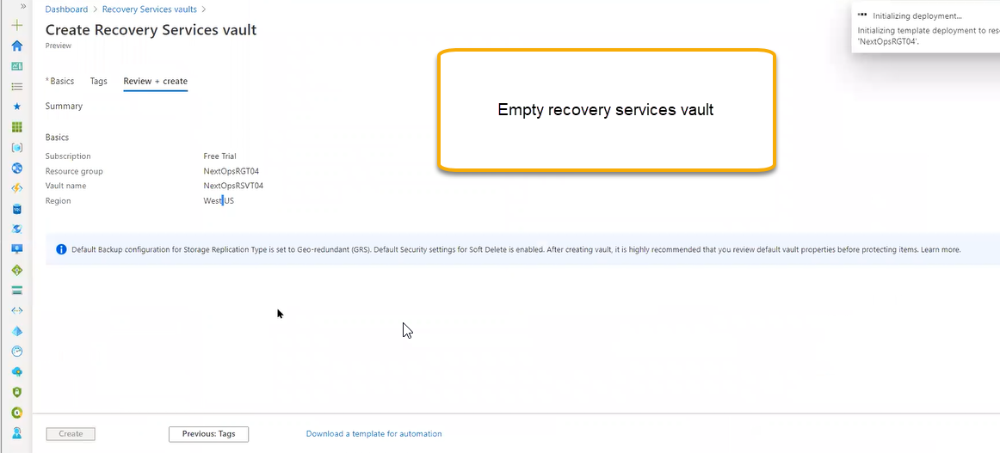 »
Dashboard > Recovery Services vaults >
Create Recovery Services vault
Preview
Initializing deployment...
Initializing template deployment to
'NextOpsRGT04'.
* Basics Tags Review + create
Empty recovery services vault
Summary
Basics
Subscription Free Trial
Resource group NextOpsRGT04
Vault name NextOpsRSVT04
Region West US
Default Backup configuration for Storage Replication Type is set to Geo-redundant (GRS). Default Security settings for Soft Delete is enabled. After creating vault, it is highly recommended that you review default vault properties before protecting items. Learn more.
Create Previous: Tags Download a template for automation